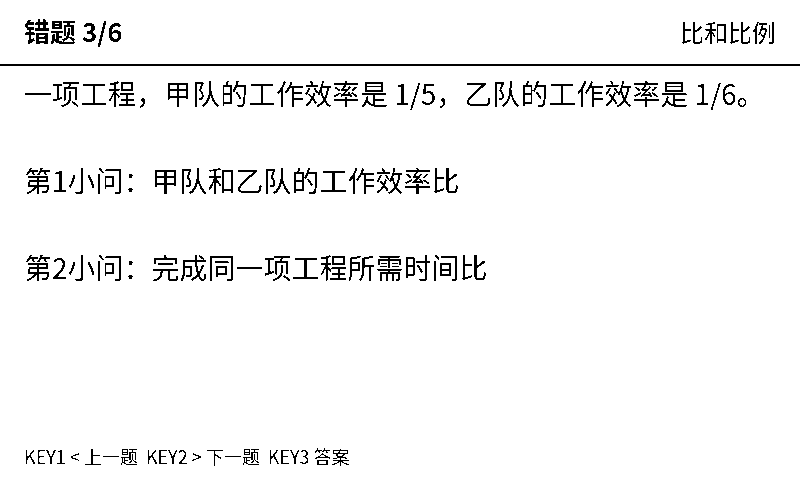 错题 3/6
比和比例
一项工程，甲队的工作效率是 1/5，乙队的工作效率是 1/6。
第1小问：甲队和乙队的工作效率比
第2小问：完成同一项工程所需时间比
KEY1 < 上一题 KEY2 > 下一题 KEY3 答案